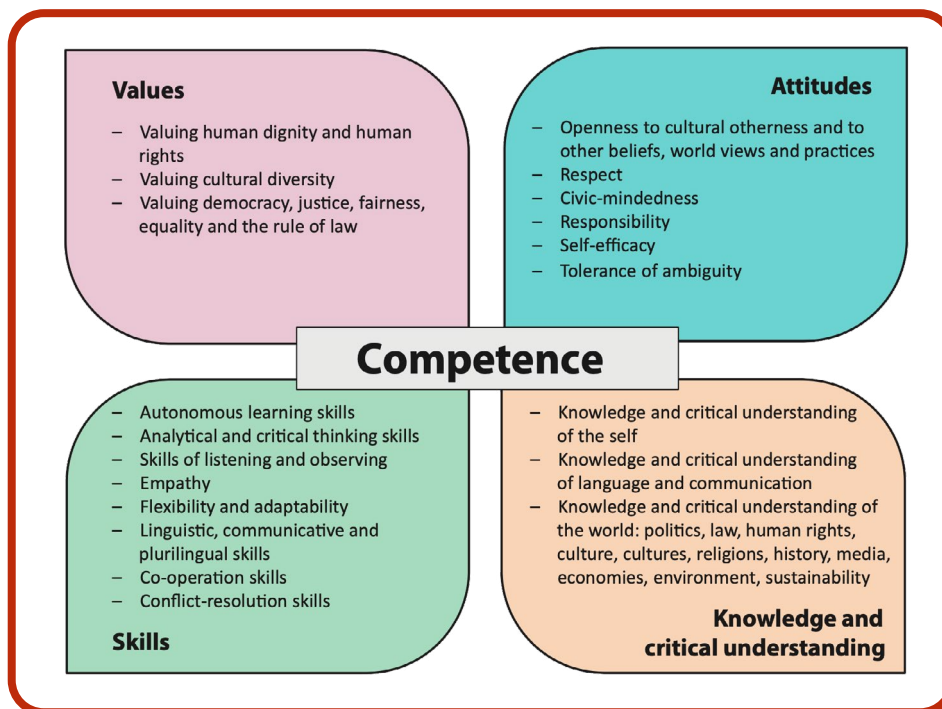 Values
– Valuing human dignity and human
rights
– Valuing cultural diversity
– Valuing democracy, justice, fairness,
equality and the rule of law
Attitudes
– Openness to cultural otherness and to
other beliefs, world views and practices
– Respect
– Civic-mindedness
– Responsibility
– Self-efficacy
– Tolerance of ambiguity
Competence
– Autonomous learning skills
– Analytical and critical thinking skills
– Skills of listening and observing
– Empathy
– Flexibility and adaptability
– Linguistic, communicative and
plurilingual skills
– Co-operation skills
– Conflict-resolution skills
Skills
– Knowledge and critical understanding
of the self
– Knowledge and critical understanding
of language and communication
– Knowledge and critical understanding of
the world: politics, law, human rights,
culture, cultures, religions, history, media,
economies, environment, sustainability
Knowledge and
critical understanding